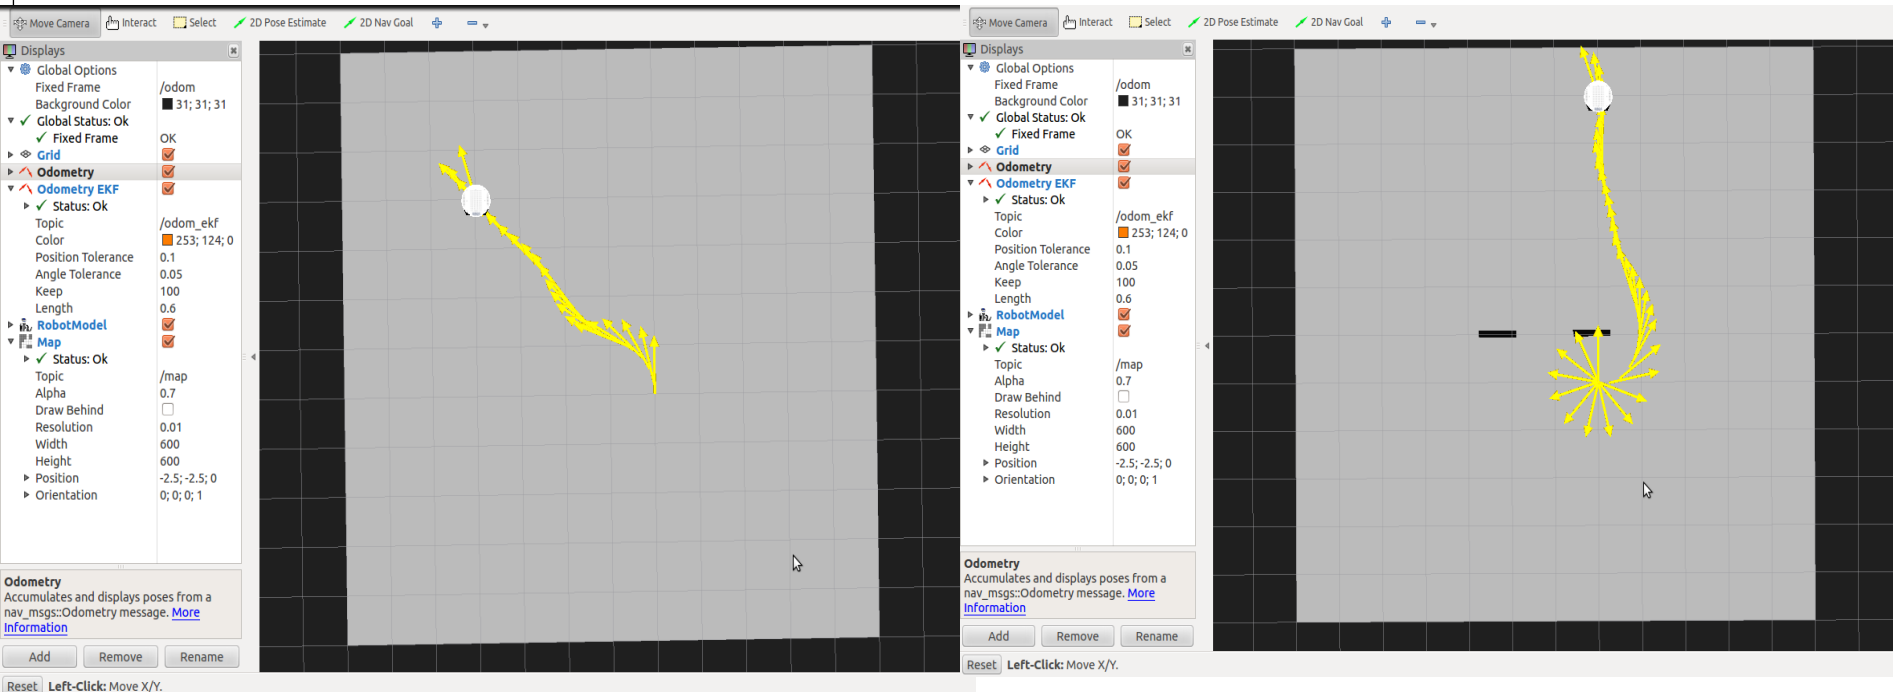 Move Camera Interact Select 2D Pose Estimate 2D Nav Goal
Displays
Global Options
Fixed Frame /odom
Background Color 31; 31; 31
Global Status: Ok
Fixed Frame OK
Grid
Odometry
Odometry EKF
Status: Ok
Topic /odom_ekf
Color 253; 124; 0
Position Tolerance 0.1
Angle Tolerance 0.05
Keep 100
Length 0.6
RobotModel
Map
Status: Ok
Topic /map
Alpha 0.7
Draw Behind
Resolution 0.01
Width 600
Height 600
Position -2.5; -2.5; 0
Orientation 0; 0; 0; 1
Odometry
Accumulates and displays poses from a
nav_msgs::Odometry message. More
Information
Add Remove Rename
Reset Left-Click: Move X/Y.
Move Camera Interact Select 2D Pose Estimate 2D Nav Goal
Displays
Global Options
Fixed Frame /odom
Background Color 31; 31; 31
Global Status: Ok
Fixed Frame OK
Grid
Odometry
Odometry EKF
Status: Ok
Topic /odom_ekf
Color 253; 124; 0
Position Tolerance 0.1
Angle Tolerance 0.05
Keep 100
Length 0.6
RobotModel
Map
Status: Ok
Topic /map
Alpha 0.7
Draw Behind
Resolution 0.01
Width 600
Height 600
Position -2.5; -2.5; 0
Orientation 0; 0; 0; 1
Odometry
Accumulates and displays poses from a
nav_msgs::Odometry message. More
Information
Add Remove Rename
Reset Left-Click: Move X/Y.